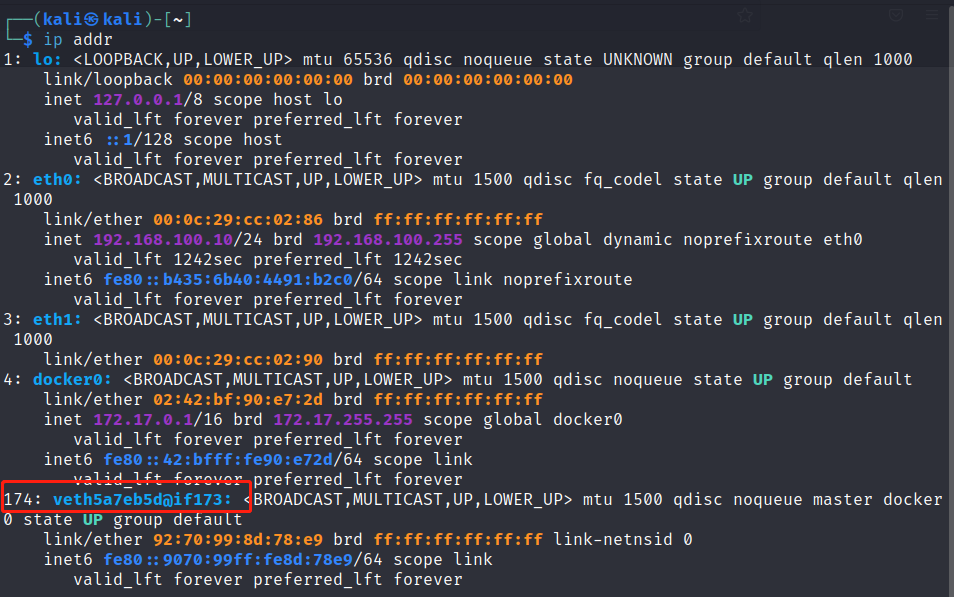 ┌──(kali㉿kali)-[~]
└─$ ip addr
1: lo: <LOOPBACK,UP,LOWER_UP> mtu 65536 qdisc noqueue state UNKNOWN group default qlen 1000
    link/loopback 00:00:00:00:00:00 brd 00:00:00:00:00:00
    inet 127.0.0.1/8 scope host lo
       valid_lft forever preferred_lft forever
    inet6 ::1/128 scope host
       valid_lft forever preferred_lft forever
2: eth0: <BROADCAST,MULTICAST,UP,LOWER_UP> mtu 1500 qdisc fq_codel state UP group default qlen
 1000
    link/ether 00:0c:29:cc:02:86 brd ff:ff:ff:ff:ff:ff
    inet 192.168.100.10/24 brd 192.168.100.255 scope global dynamic noprefixroute eth0
       valid_lft 1242sec preferred_lft 1242sec
    inet6 fe80::b435:6b40:4491:b2c0/64 scope link noprefixroute
       valid_lft forever preferred_lft forever
3: eth1: <BROADCAST,MULTICAST,UP,LOWER_UP> mtu 1500 qdisc fq_codel state UP group default qlen
 1000
    link/ether 00:0c:29:cc:02:90 brd ff:ff:ff:ff:ff:ff
4: docker0: <BROADCAST,MULTICAST,UP,LOWER_UP> mtu 1500 qdisc noqueue state UP group default
    link/ether 02:42:bf:90:e7:2d brd ff:ff:ff:ff:ff:ff
    inet 172.17.0.1/16 brd 172.17.255.255 scope global docker0
       valid_lft forever preferred_lft forever
    inet6 fe80::42:bfff:fe90:e72d/64 scope link
       valid_lft forever preferred_lft forever
174: veth5a7eb5d@if173: <BROADCAST,MULTICAST,UP,LOWER_UP> mtu 1500 qdisc noqueue master docker
0 state UP group default
    link/ether 92:70:99:8d:78:e9 brd ff:ff:ff:ff:ff:ff link-netnsid 0
    inet6 fe80::9070:99ff:fe8d:78e9/64 scope link
       valid_lft forever preferred_lft forever